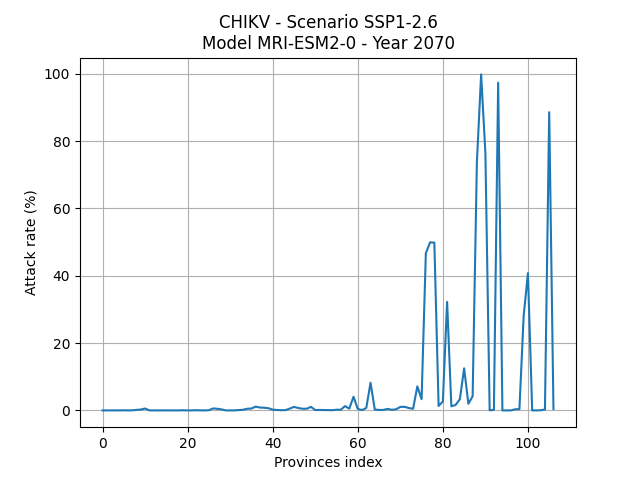 CHIKV - Scenario SSP1-2.6
Model MRI-ESM2-0 - Year 2070
100
80
60
40
20
0
Attack rate (%)
0 20 40 60 80 100
Provinces index